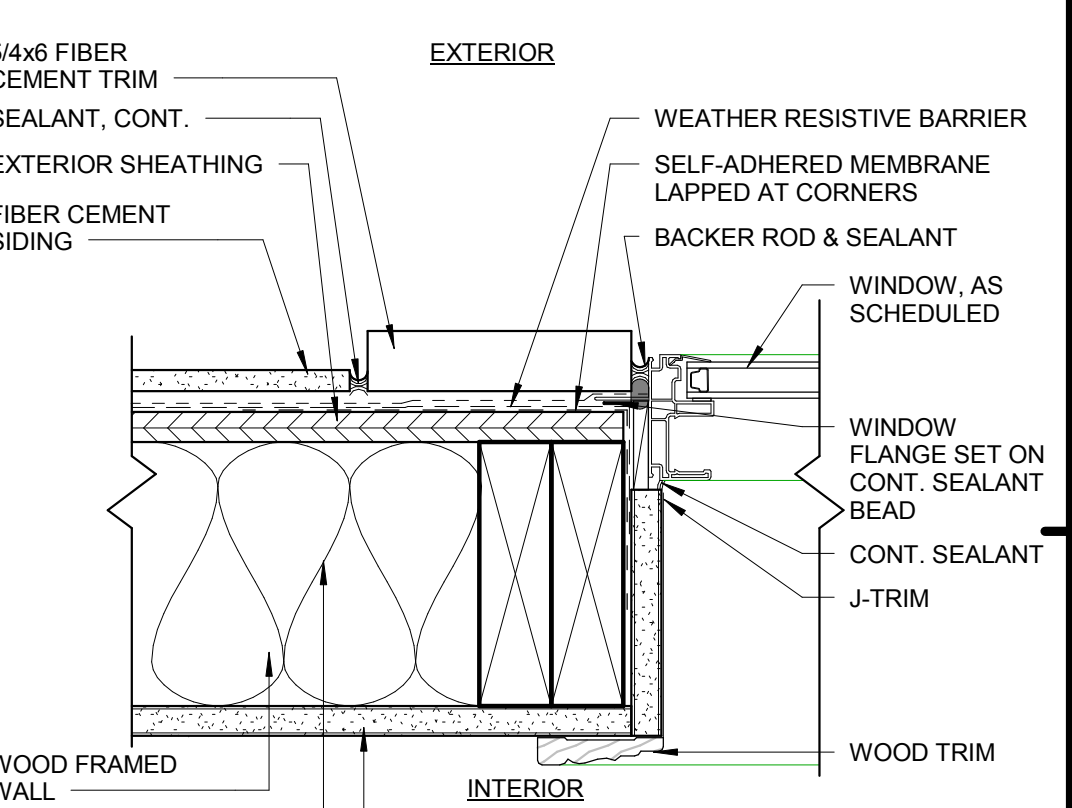 5/4x6 FIBER
CEMENT TRIM
SEALANT, CONT.
EXTERIOR SHEATHING
FIBER CEMENT
SIDING
EXTERIOR
WEATHER RESISTIVE BARRIER
SELF-ADHERED MEMBRANE
LAPPED AT CORNERS
BACKER ROD & SEALANT
WINDOW, AS
SCHEDULED
WINDOW
FLANGE SET ON
CONT. SEALANT
BEAD
CONT. SEALANT
J-TRIM
WOOD TRIM
WOOD FRAMED
WALL
INTERIOR